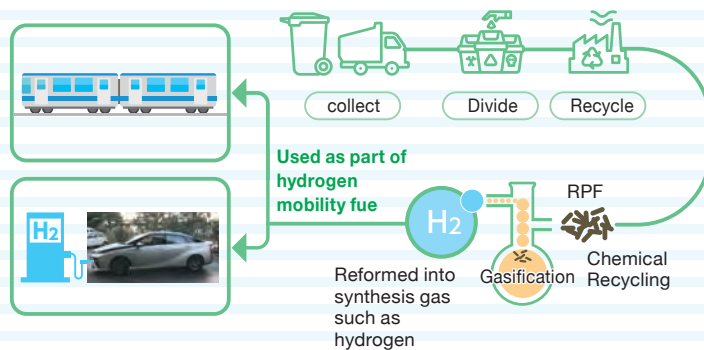 collect
Divide
Recycle
RPF
Chemical
Recycling
Gasification
H2
Reformed into
synthesis gas
such as
hydrogen
Used as part of
hydrogen
mobility fue
H2